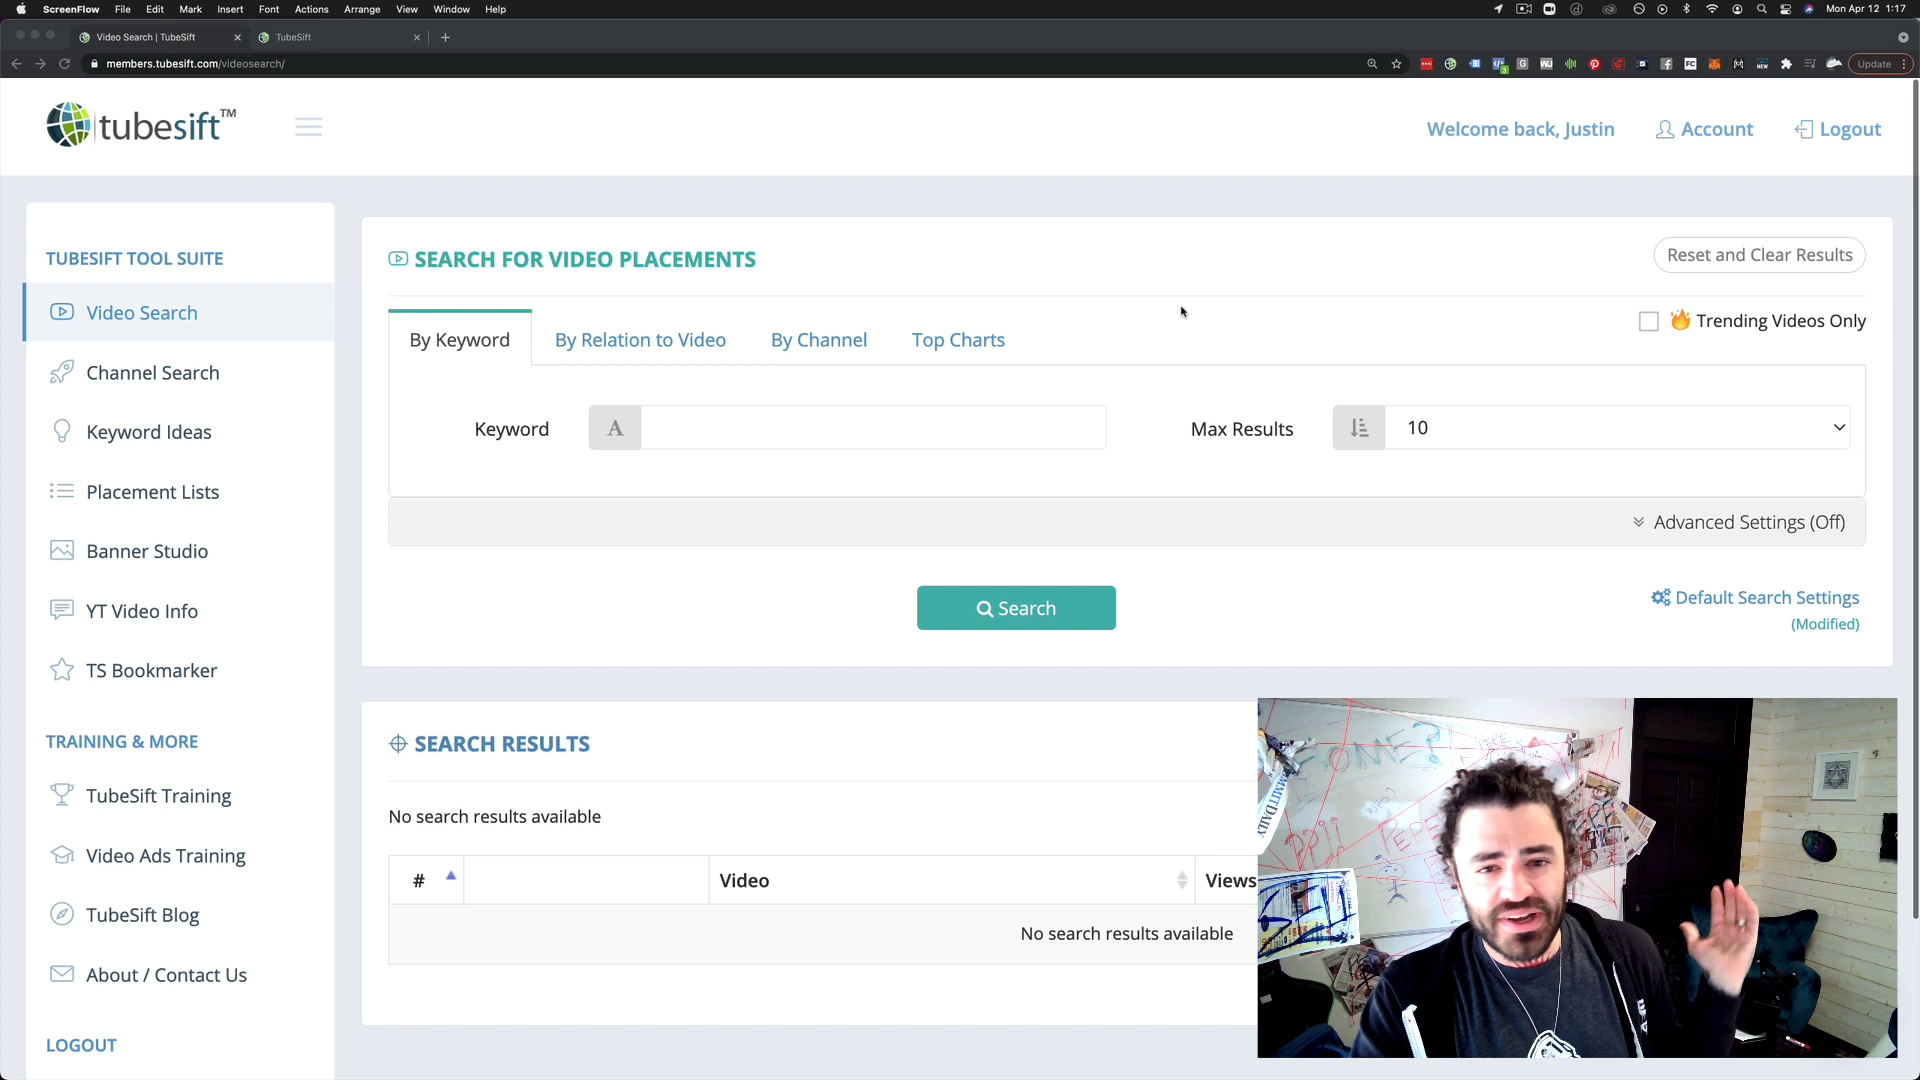 ScreenFlow File Edit Mark Insert Font Actions Arrange View Window Help Mon Apr 12 1:17
Video Search | TubeSift TubeSift
members.tubesift.com/videosearch/ Update
tubesift™
Welcome back, Justin Account Logout
TUBESIFT TOOL SUITE
Video Search
Channel Search
Keyword Ideas
Placement Lists
Banner Studio
YT Video Info
TS Bookmarker
TRAINING & MORE
TubeSift Training
Video Ads Training
TubeSift Blog
About / Contact Us
LOGOUT
SEARCH FOR VIDEO PLACEMENTS
Reset and Clear Results
By Keyword By Relation to Video By Channel Top Charts
Trending Videos Only
Keyword A
Max Results 10
Advanced Settings (Off)
Search
Default Search Settings
(Modified)
SEARCH RESULTS
No search results available
# Video Views
No search results available